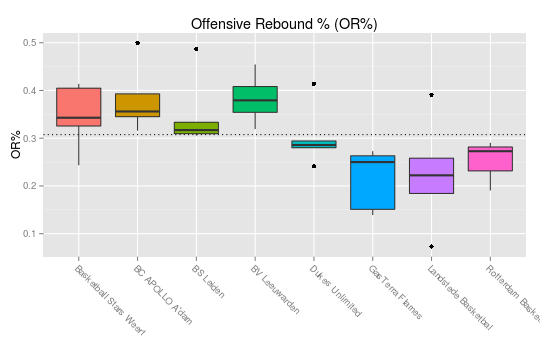 Offensive Rebound % (OR%)
OR%
0.5
0.4
0.3
0.2
0.1
Basketball Stars Weert
BC APOLLO A'dam
BS Leiden
BV Leeuwarden
Dukes Unlimited
GasTerra Flames
Landstede Basketbal
Rotterdam Baske